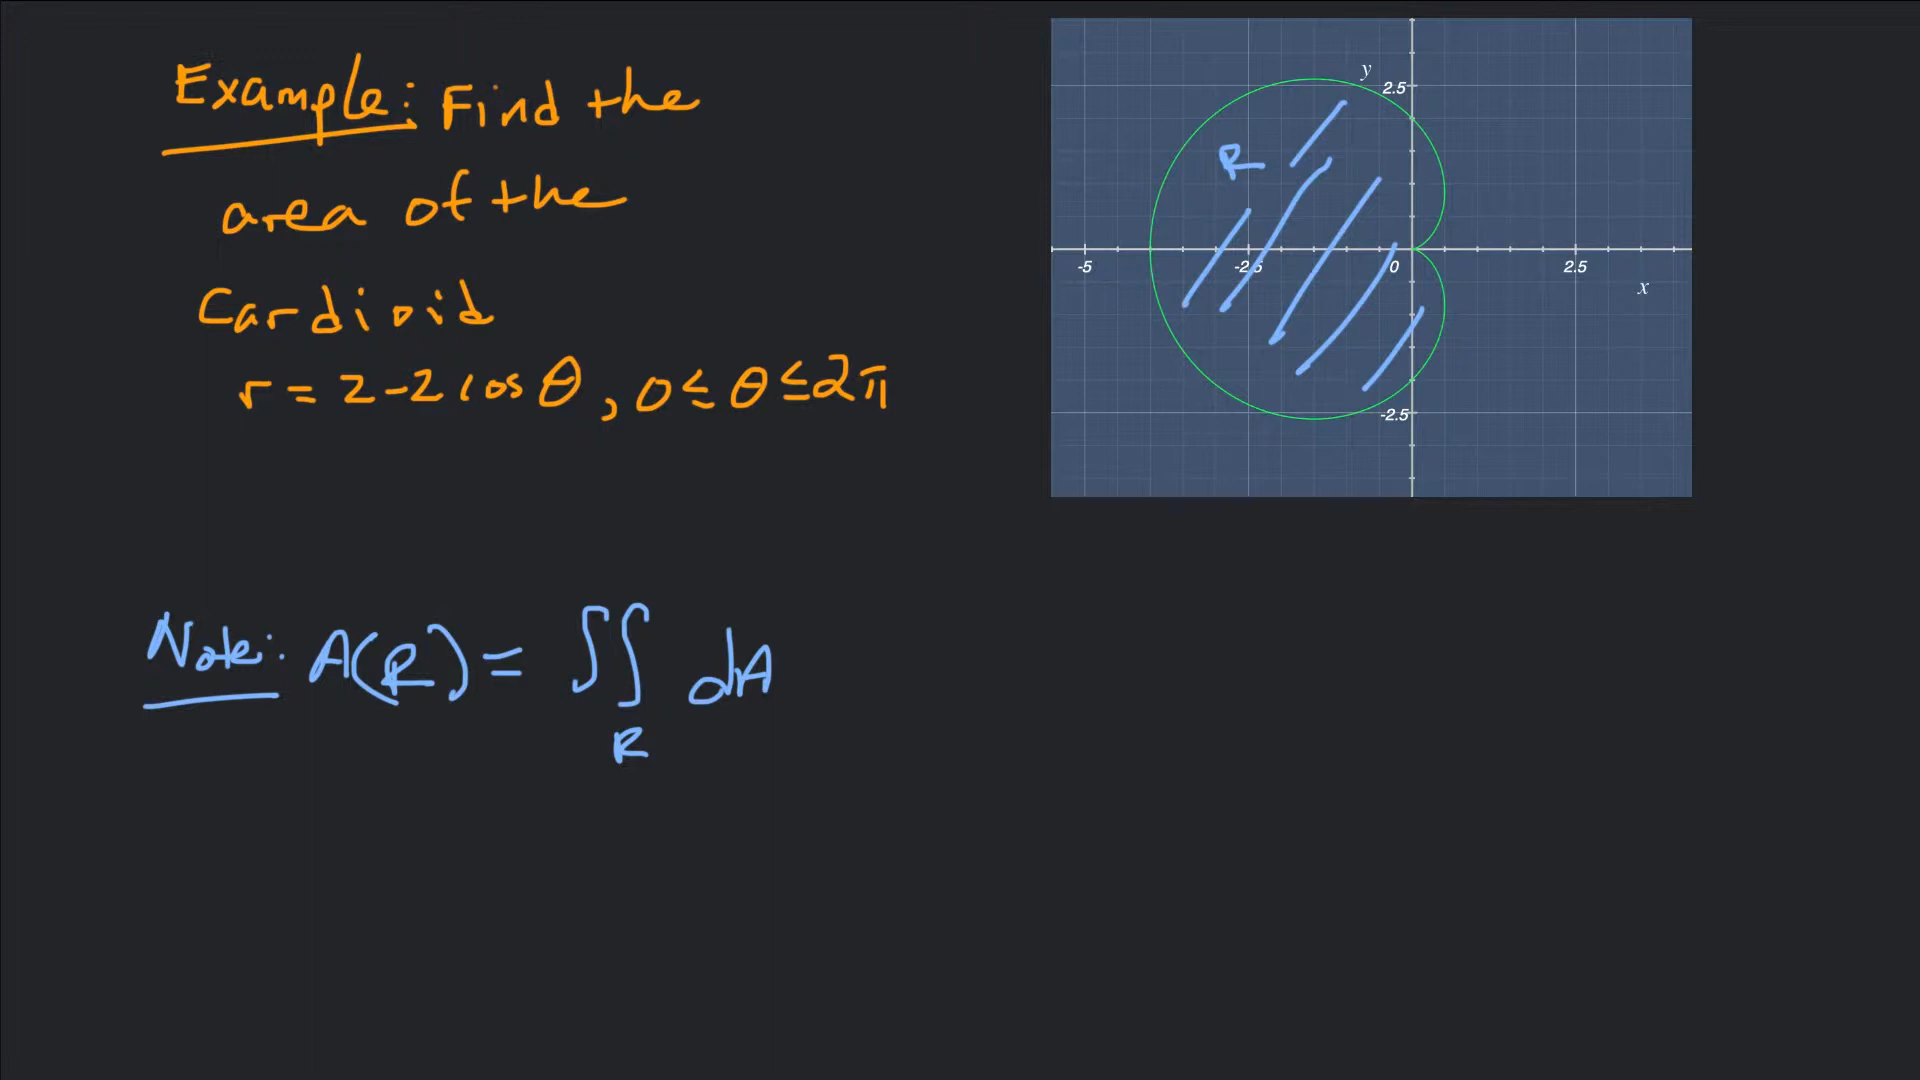 Example: Find the
area of the
Cardioid
r = 2-2cos θ, 0 ≤ θ ≤ 2π
y
2.5
R
-5
-2.5
0
2.5
x
-2.5
Note: A(R) = ∫∫ dA
R